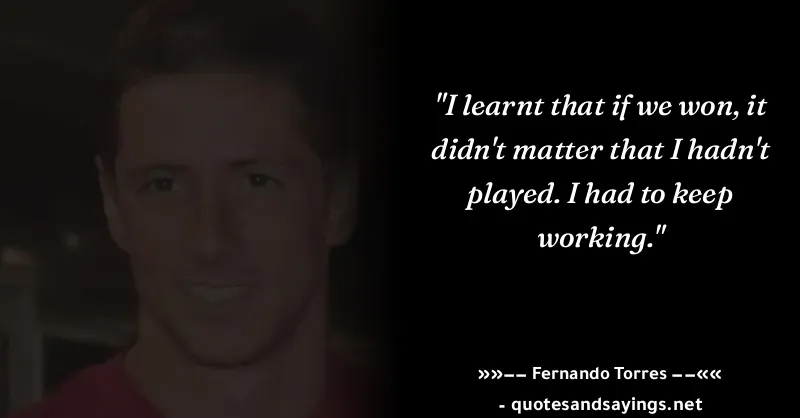 "I learnt that if we won, it
didn't matter that I hadn't
played. I had to keep
working."
»»−− Fernando Torres −−««
- quotesandsayings.net